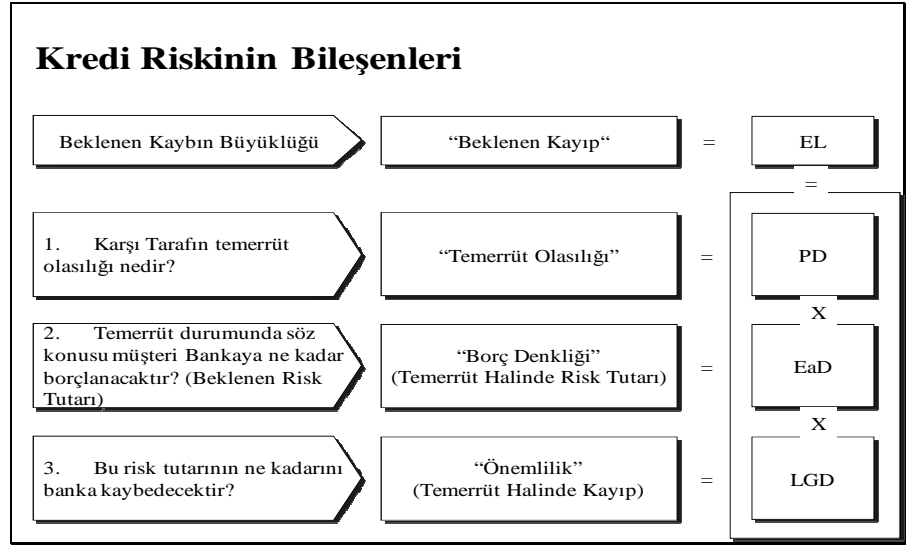 Kredi Riskinin Bileşenleri
Beklenen Kaybın Büyüklüğü
“Beklenen Kayıp“
=
EL
=
1. Karşı Tarafın temerrüt
olasılığı nedir?
“Temerrüt Olasılığı”
=
PD
X
2. Temerrüt durumunda söz
konusu müşteri Bankaya ne kadar
borçlanacaktır? (Beklenen Risk
Tutarı)
“Borç Denkliği”
(Temerrüt Halinde Risk Tutarı)
=
EaD
X
3. Bu risk tutarının ne kadarını
banka kaybedecektir?
“Önemlilik”
(Temerrüt Halinde Kayıp)
=
LGD